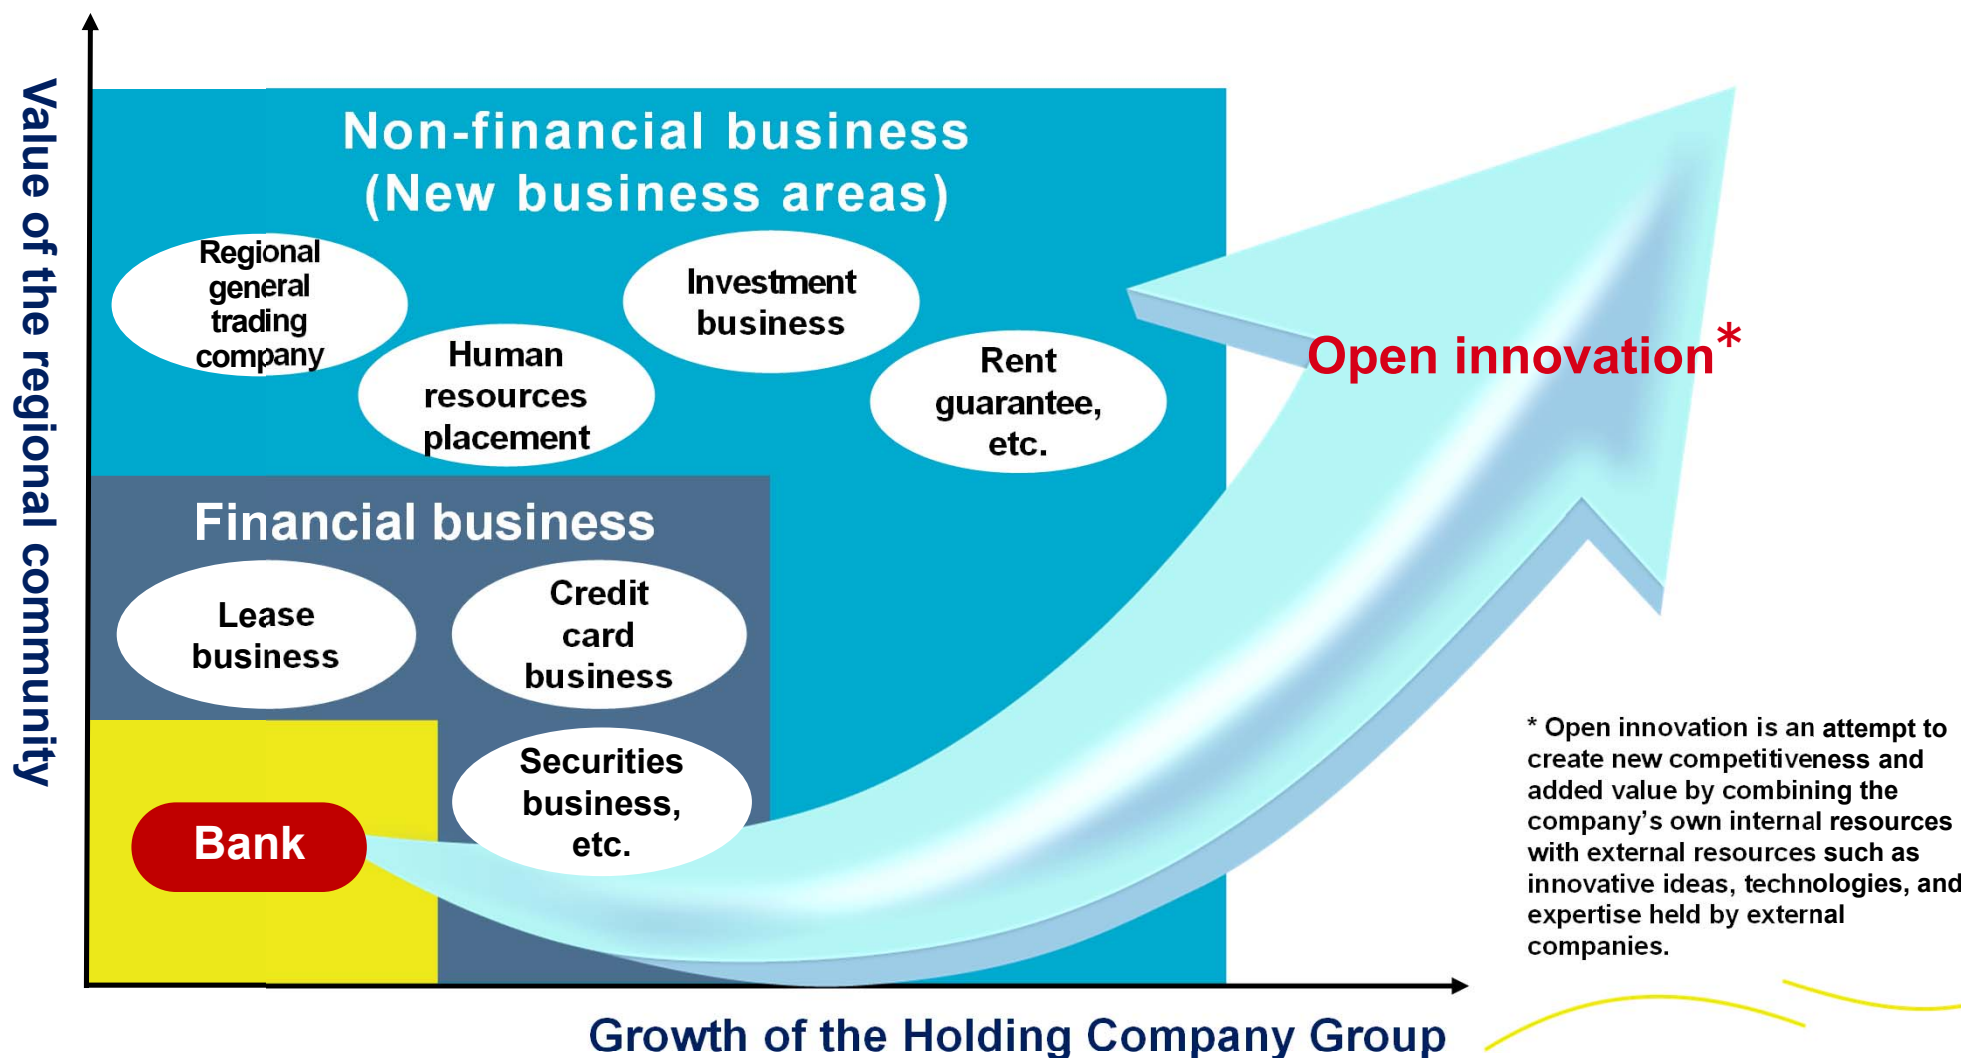 Value of the regional community
Non-financial business
(New business areas)
Regional
general
trading
company
Human
resources
placement
Investment
business
Rent
guarantee,
etc.
Open innovation*
Financial business
Lease
business
Credit
card
business
Securities
business,
etc.
Bank
* Open innovation is an attempt to
create new competitiveness and
added value by combining the
company’s own internal resources
with external resources such as
innovative ideas, technologies, and
expertise held by external
companies.
Growth of the Holding Company Group